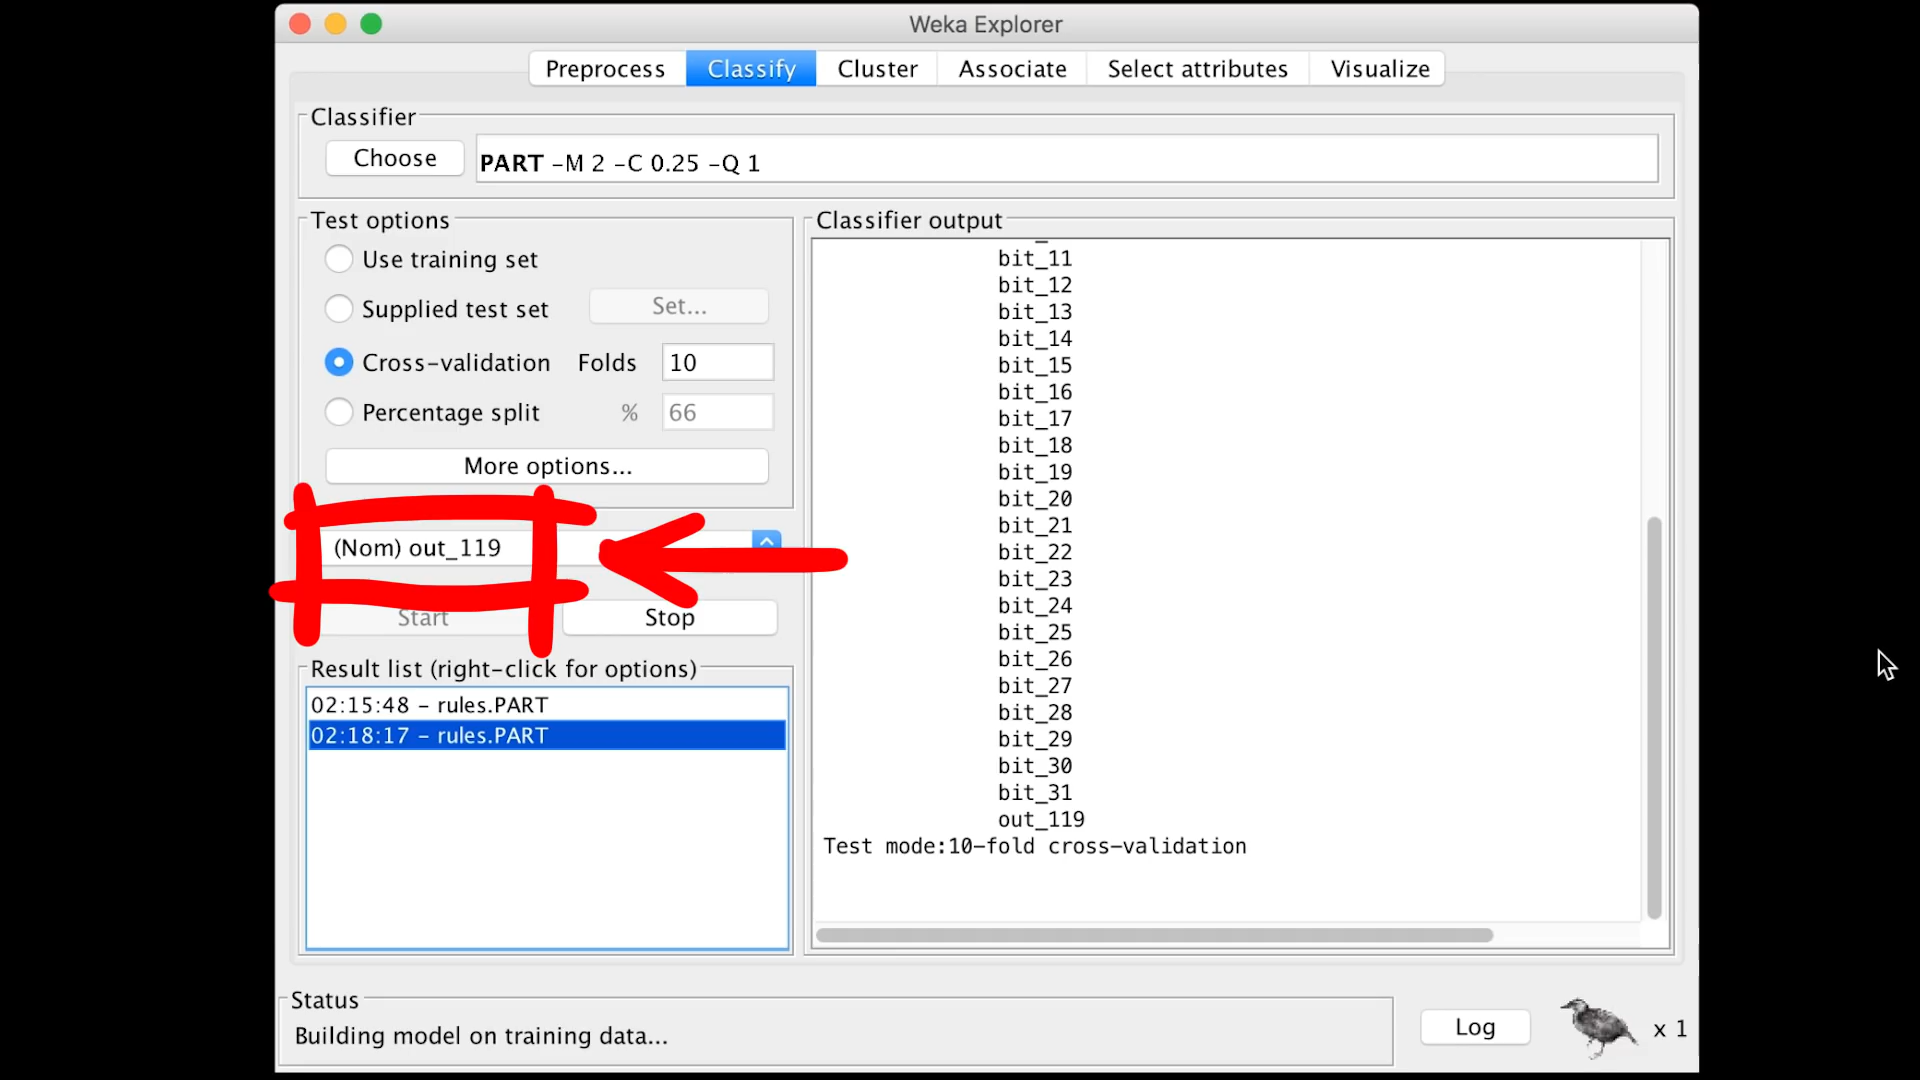 Weka Explorer
Preprocess Classify Cluster Associate Select attributes Visualize
Classifier
Choose PART -M 2 -C 0.25 -Q 1
Test options
Use training set
Supplied test set Set...
Cross-validation Folds 10
Percentage split % 66
More options...
(Nom) out_119
Start Stop
Result list (right-click for options)
02:15:48 - rules.PART
02:18:17 - rules.PART
Classifier output
bit_11
bit_12
bit_13
bit_14
bit_15
bit_16
bit_17
bit_18
bit_19
bit_20
bit_21
bit_22
bit_23
bit_24
bit_25
bit_26
bit_27
bit_28
bit_29
bit_30
bit_31
out_119
Test mode:10-fold cross-validation
Status
Building model on training data...
Log x 1